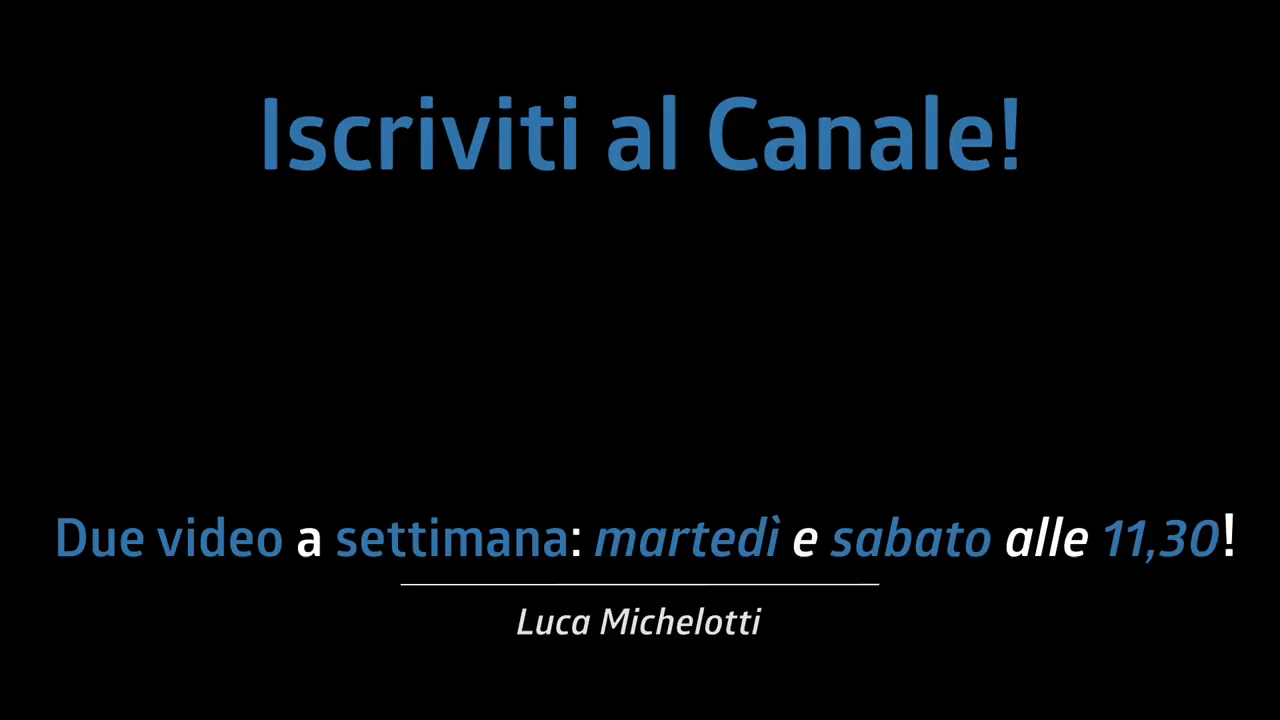 Iscriviti al Canale!
Due video a settimana: martedì e sabato alle 11,30!
Luca Michelotti